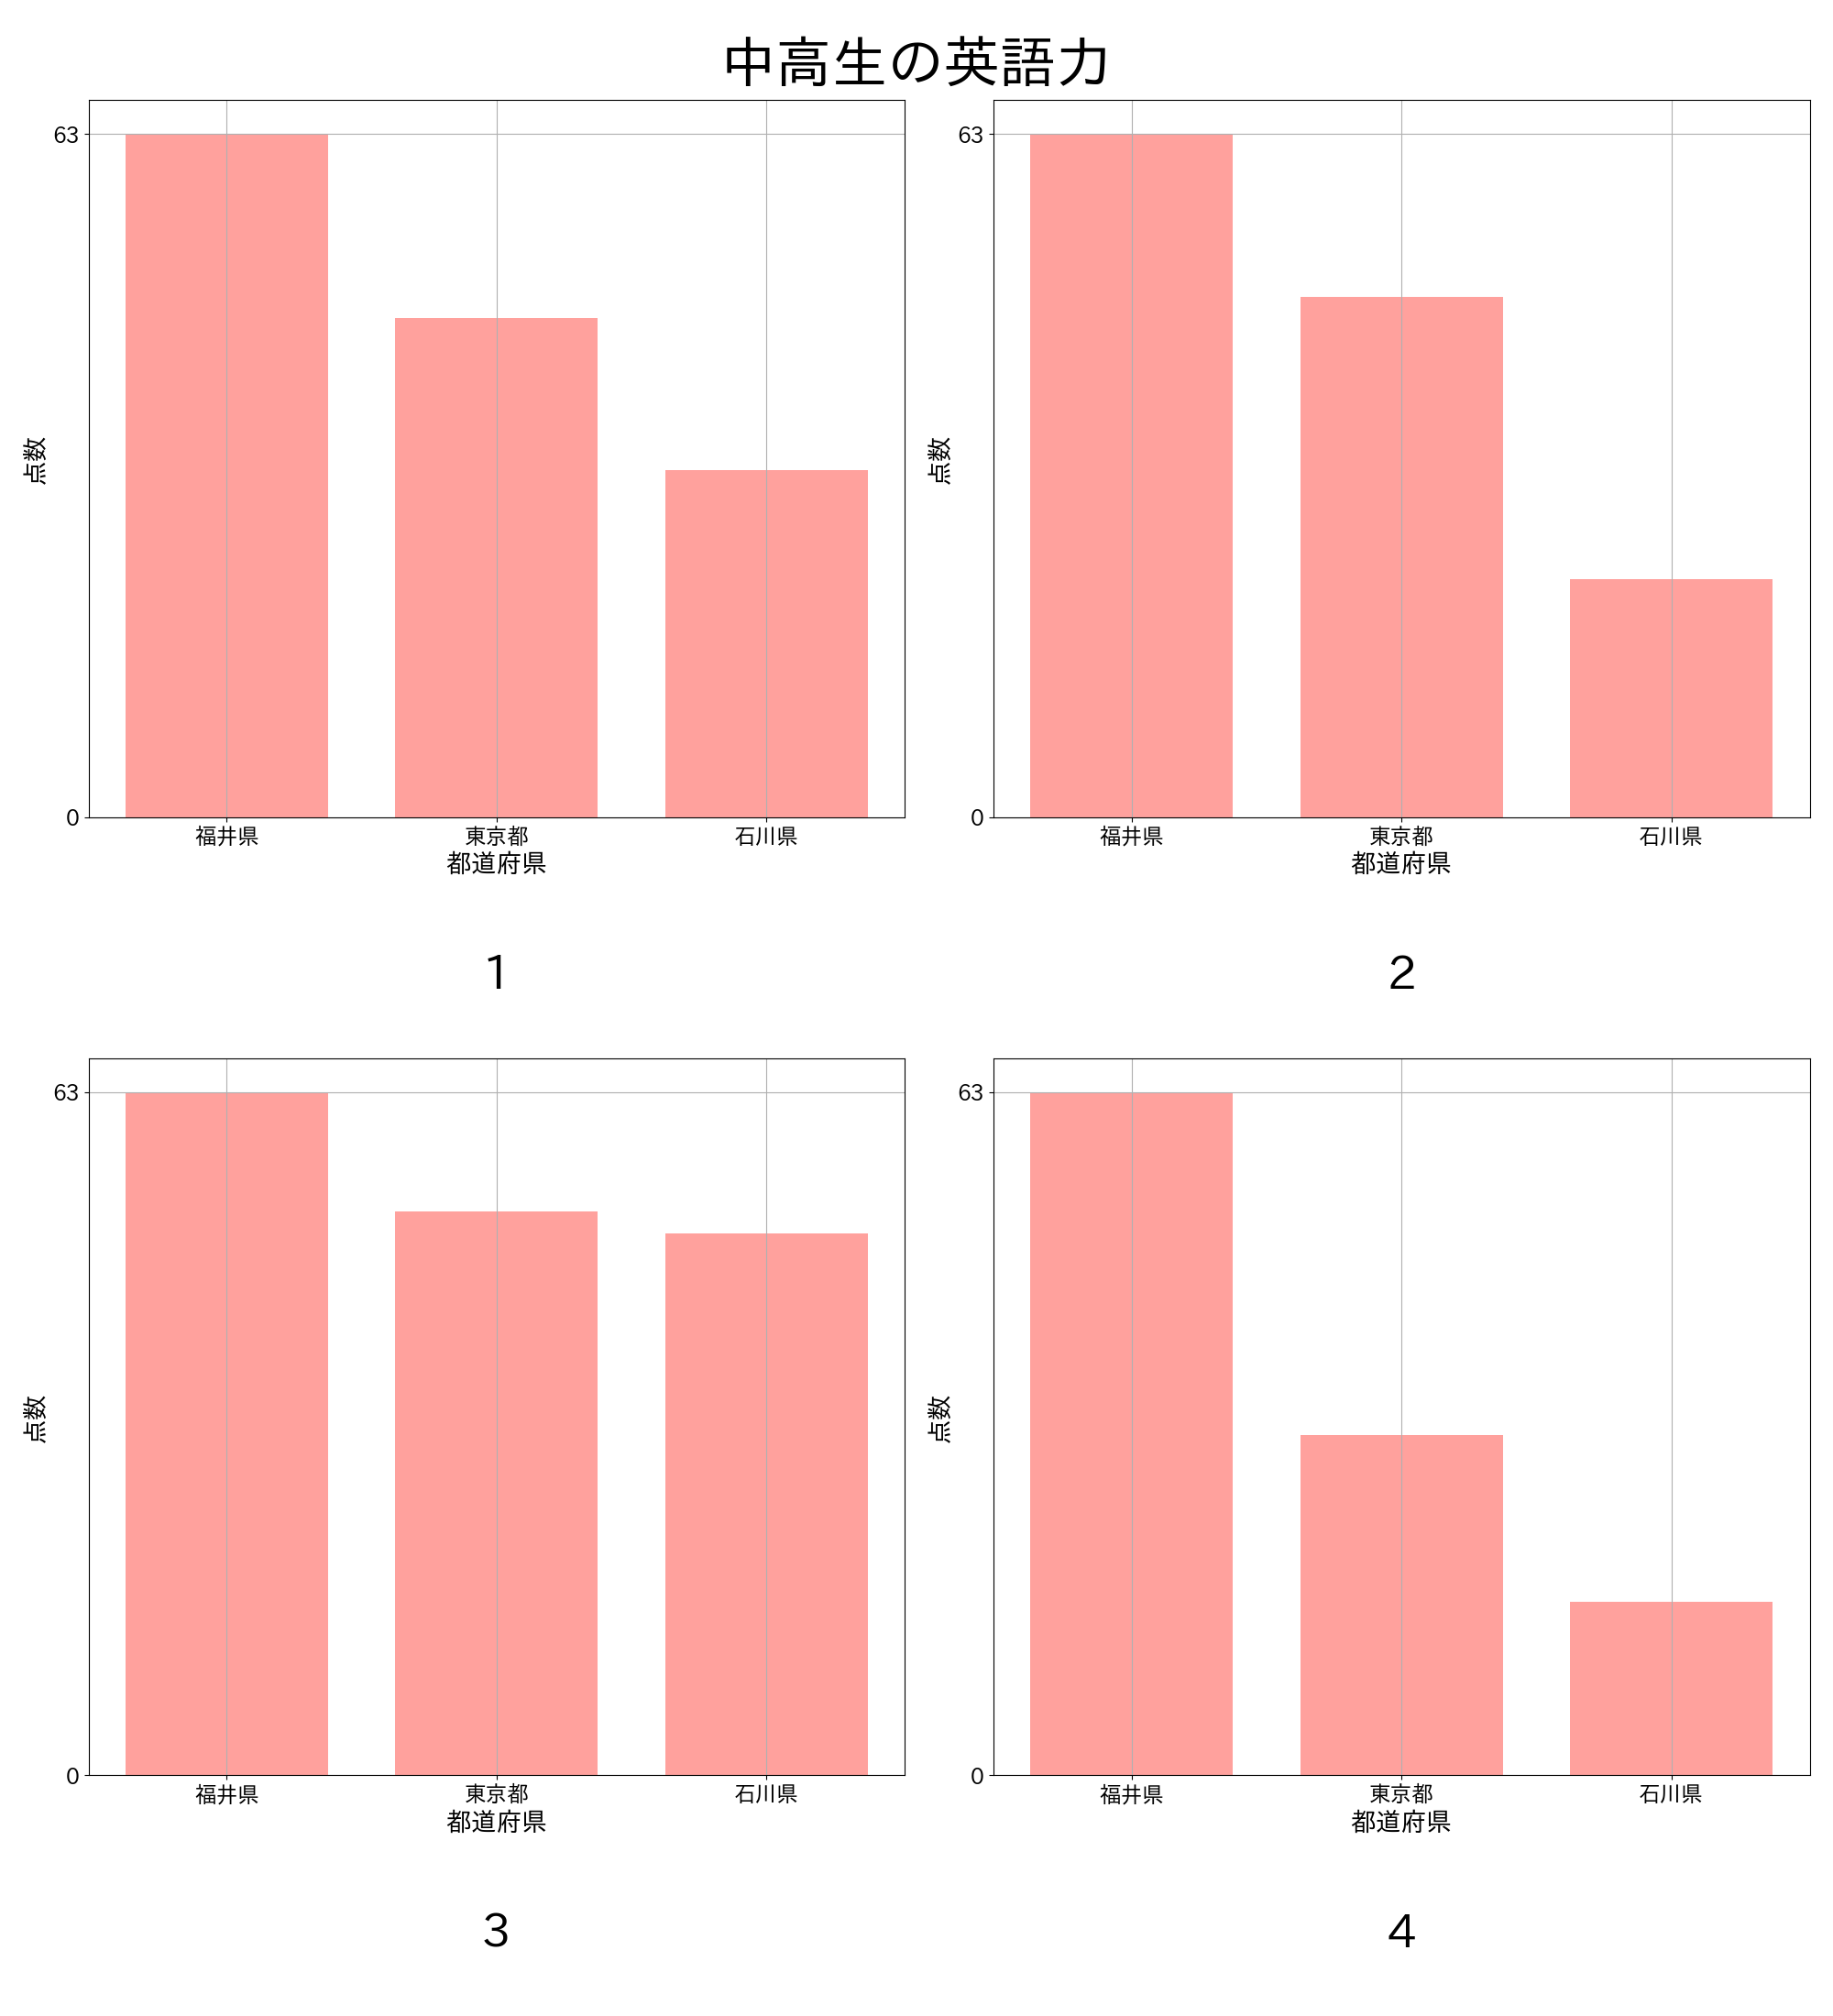 中高生の英語力
63
0
点数
福井県 東京都 石川県
都道府県
1
63
0
点数
福井県 東京都 石川県
都道府県
2
63
0
点数
福井県 東京都 石川県
都道府県
3
63
0
点数
福井県 東京都 石川県
都道府県
4